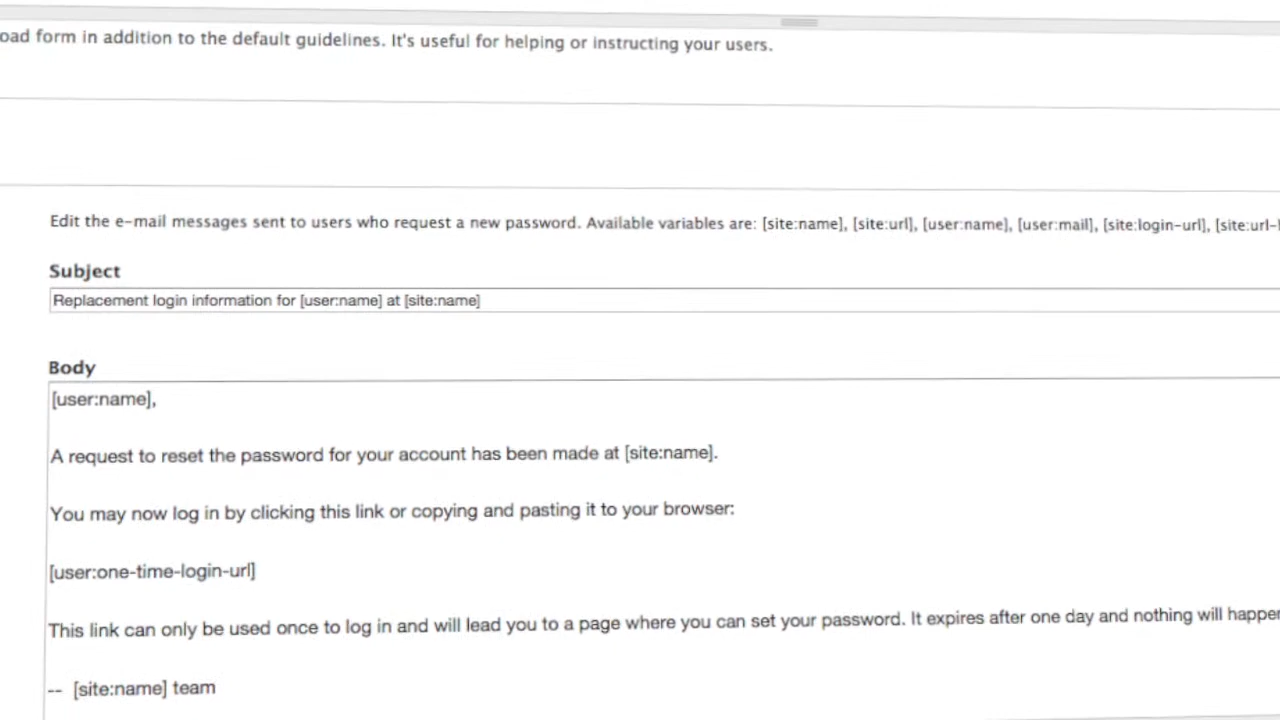 oad form in addition to the default guidelines. It's useful for helping or instructing your users.
Edit the e-mail messages sent to users who request a new password. Available variables are: [site:name], [site:url], [user:name], [user:mail], [site:login-url], [site:url-
Subject
Replacement login information for [user:name] at [site:name]
Body
[user:name],
A request to reset the password for your account has been made at [site:name].
You may now log in by clicking this link or copying and pasting it to your browser:
[user:one-time-login-url]
This link can only be used once to log in and will lead you to a page where you can set your password. It expires after one day and nothing will happen
-- [site:name] team